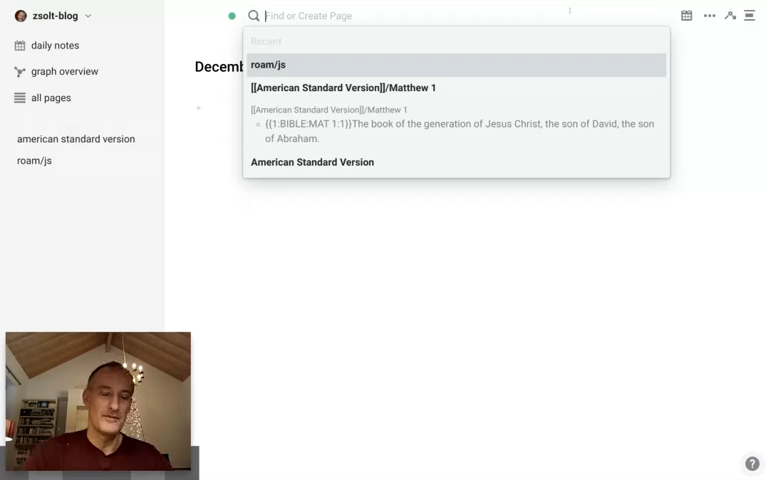 zsolt-blog
Find or Create Page
daily notes
graph overview
all pages
american standard version
roam/js
Decemb
Recent
roam/js
[[American Standard Version]]/Matthew 1
[[American Standard Version]]/Matthew 1
{{1:BIBLE:MAT 1:1}}The book of the generation of Jesus Christ, the son of David, the son
of Abraham.
American Standard Version
?